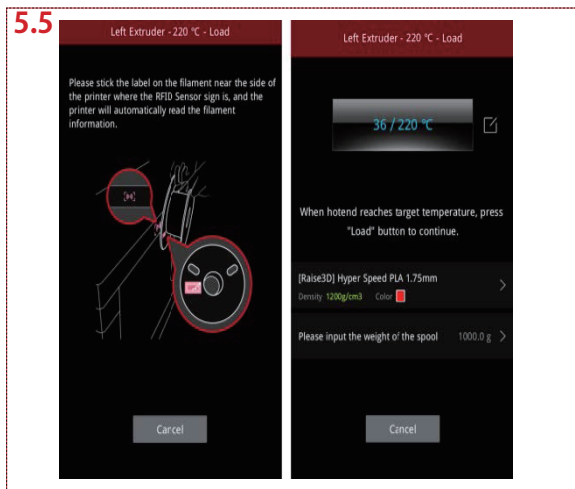 5.5
Left Extruder - 220 ℃ - Load
Please stick the label on the filament near the side of
the printer where the RFID Sensor sign is, and the
printer will automatically read the filament
information.
Carcel
Left Extruder - 220 ℃ - Load
36 / 220 ℃
When hotend reaches target temperature, press
"Load" button to continue.
[Raise3D] Hyper Speed PLA 1.75mm
Density 1200g/cm3 Color
Please input the weight of the spool 1000.0 g
Cancel